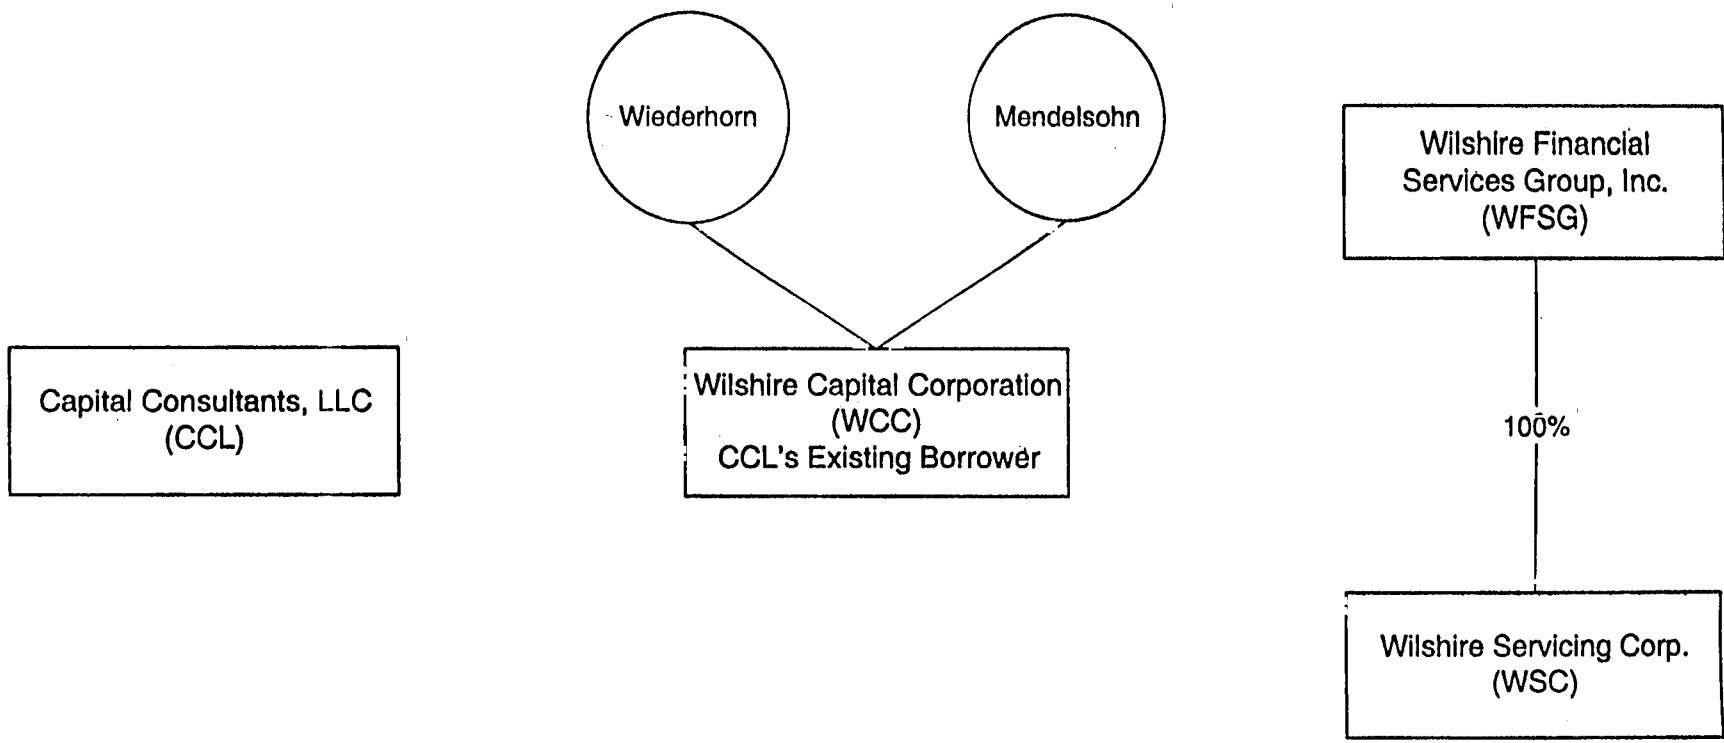 Wiederhorn
Mendelsohn
Wilshire Financial
Services Group, Inc.
(WFSG)
Capital Consultants, LLC
(CCL)
Wilshire Capital Corporation
(WCC)
CCL's Existing Borrower
100%
Wilshire Servicing Corp.
(WSC)